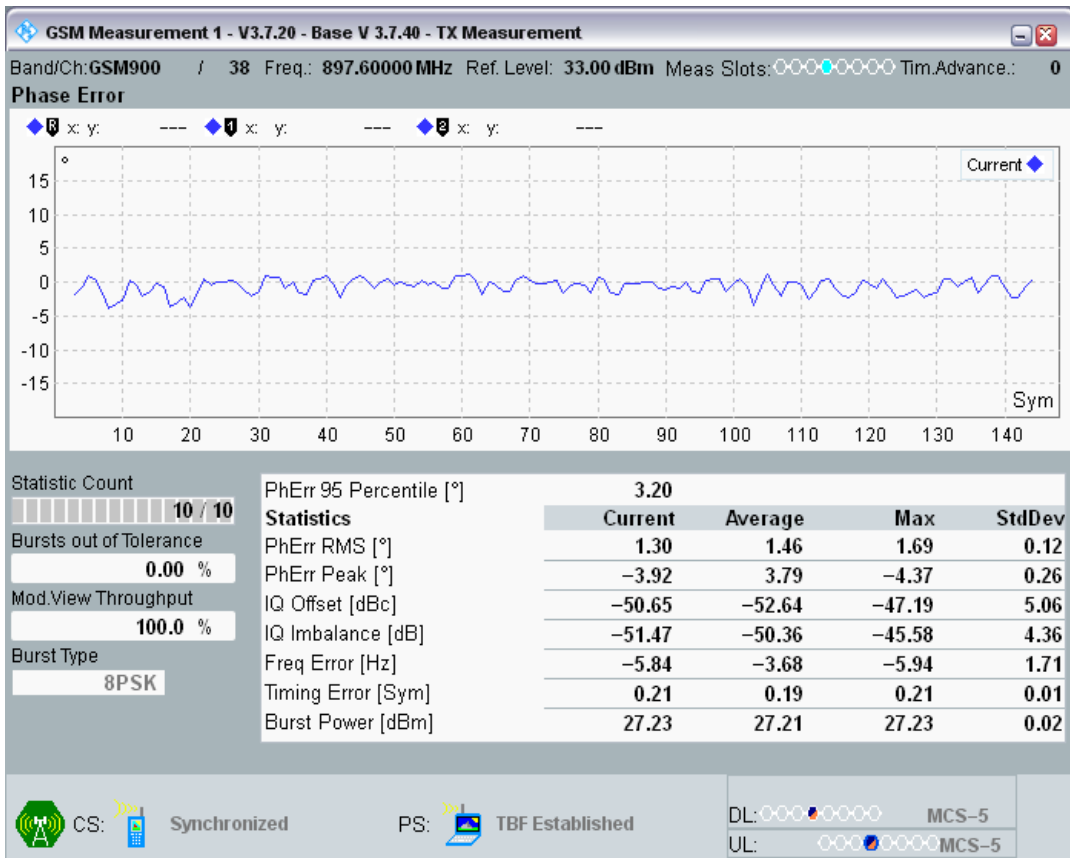 GSM Measurement 1 - V3.7.20 - Base V 3.7.40 - TX Measurement
Band/Ch:GSM900 / 38 Freq.: 897.60000 MHz Ref. Level: 33.00 dBm Meas Slots: Tim.Advance.: 0
Phase Error
R x: y: --- 1 x: y: --- 2 x: y: ---
°
Current
15
10
5
0
-5
-10
-15
Sym
10 20 30 40 50 60 70 80 90 100 110 120 130 140
Statistic Count
10 / 10
Bursts out of Tolerance
0.00 %
Mod.View Throughput
100.0 %
Burst Type
8PSK
PhErr 95 Percentile [°] 3.20
Statistics Current Average Max StdDev
PhErr RMS [°] 1.30 1.46 1.69 0.12
PhErr Peak [°] −3.92 3.79 −4.37 0.26
IQ Offset [dBc] −50.65 −52.64 −47.19 5.06
IQ Imbalance [dB] −51.47 −50.36 −45.58 4.36
Freq Error [Hz] −5.84 −3.68 −5.94 1.71
Timing Error [Sym] 0.21 0.19 0.21 0.01
Burst Power [dBm] 27.23 27.21 27.23 0.02
CS: Synchronized PS: TBF Established
DL: MCS−5
UL: MCS−5